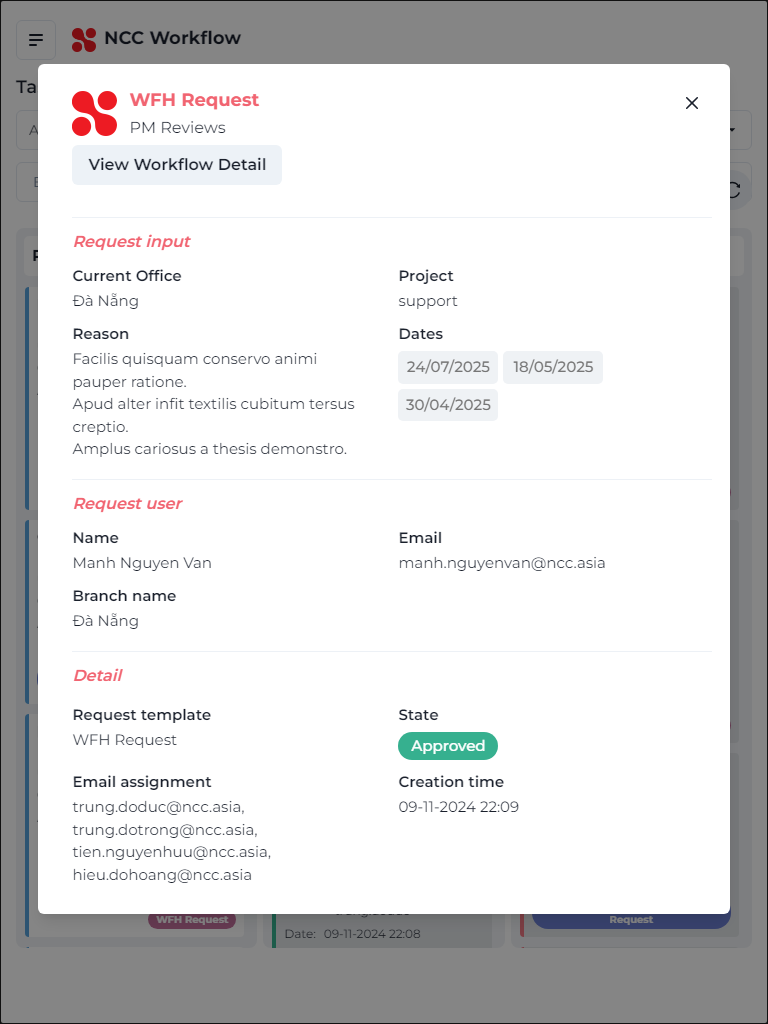 NCC Workflow
Ta
WFH Request
PM Reviews
View Workflow Detail
Request input
Current Office
Project
Đà Nẵng
support
Reason
Dates
Facilis quisquam conservo animi
pauper ratione.
Apud alter infit textilis cubitum tersus
creptio.
Amplus cariosus a thesis demonstro.
24/07/2025
18/05/2025
30/04/2025
Request user
Name
Email
Manh Nguyen Van
manh.nguyenvan@ncc.asia
Branch name
Đà Nẵng
Detail
Request template
State
WFH Request
Approved
Email assignment
Creation time
trung.doduc@ncc.asia,
09-11-2024 22:09
trung.dotrong@ncc.asia,
tien.nguyenhuu@ncc.asia,
hieu.dohoang@ncc.asia
WFH Request
Request
Date: 09-11-2024 22:08